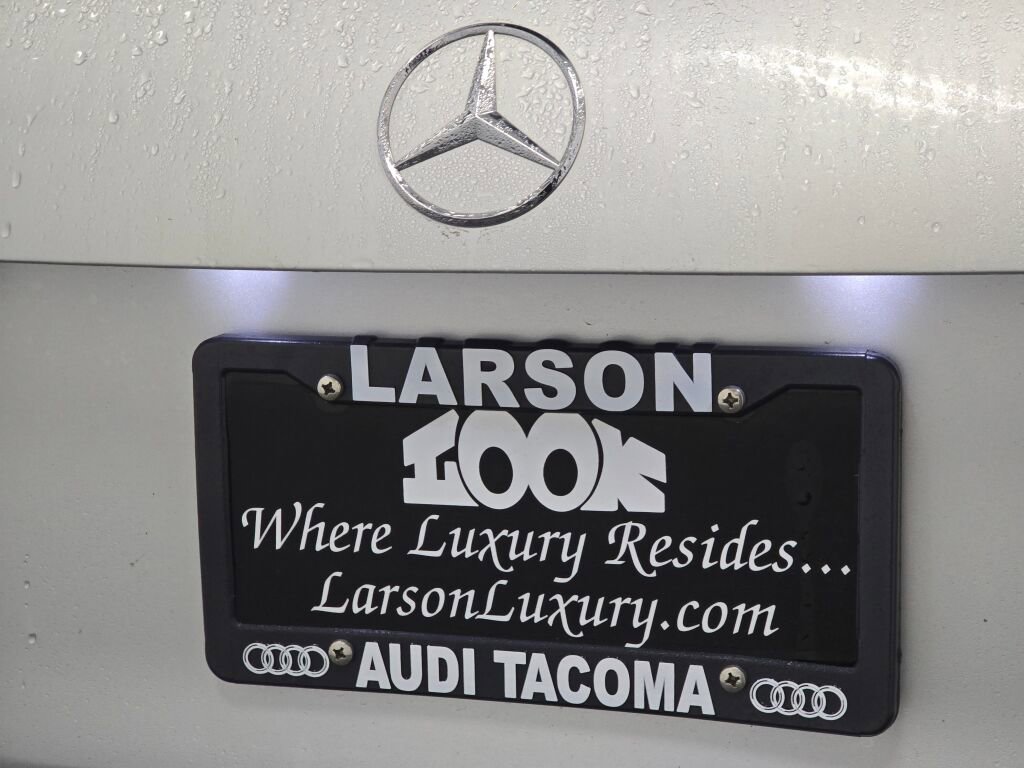 LARSON
LOOK
Where Luxury Resides...
LarsonLuxury.com
AUDI TACOMA